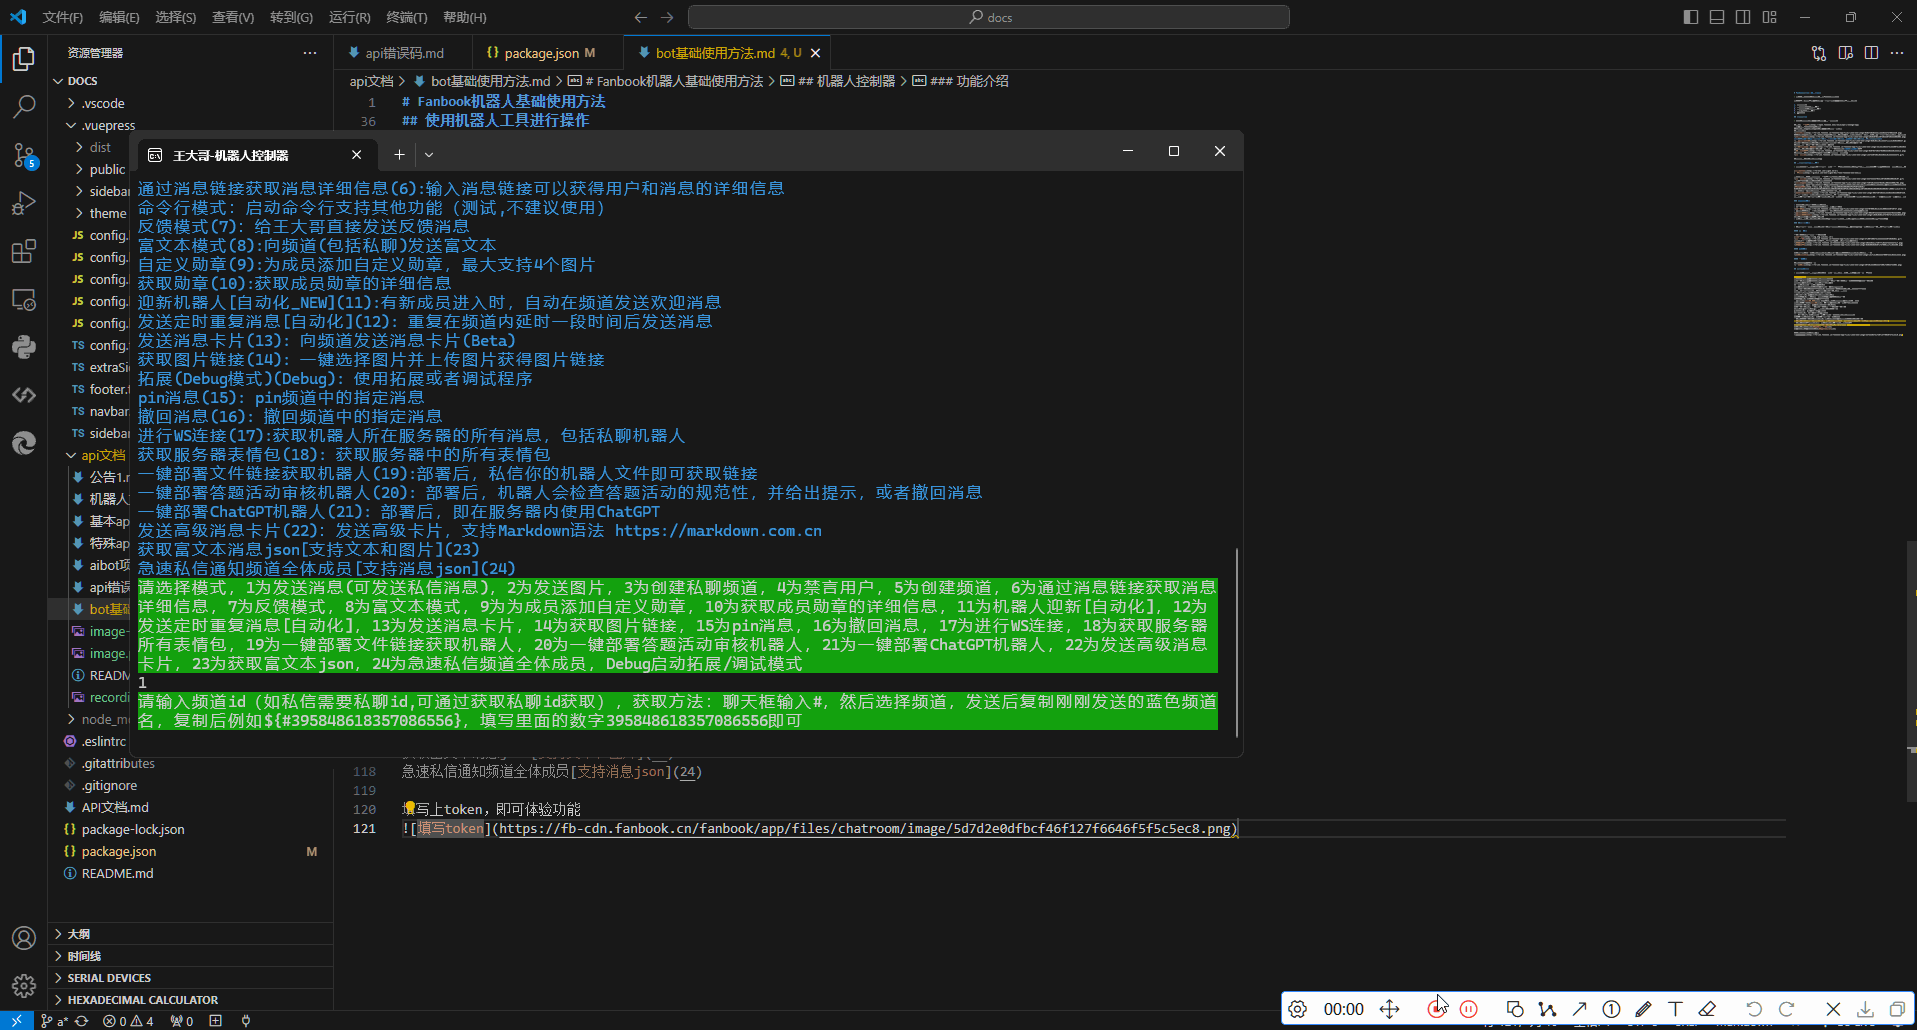 文件(F) 编辑(E) 选择(S) 查看(V) 转到(G) 运行(R) 终端(T) 帮助(H)
docs
资源管理器
api错误码.md
package.json M
bot基础使用方法.md 4, U
DOCS
api文档 > bot基础使用方法.md > # Fanbook机器人基础使用方法 > ## 机器人控制器 > ### 功能介绍
.vscode
.vuepress
dist
public
sidebar
theme
config.
config.
config.
config.
config.
config.
extraSi
footer.t
navbar.
sidebar
api文档
公告1.
机器人
基本ap
特殊ap
aibot项
api错误
bot基础
image-
image.
READM
recordi
node_m
.eslintrc
.gitattributes
.gitignore
API文档.md
package-lock.json
package.json M
README.md
大纲
时间线
SERIAL DEVICES
HEXADECIMAL CALCULATOR
1 # Fanbook机器人基础使用方法
36 ## 使用机器人工具进行操作
王大哥-机器人控制器
通过消息链接获取消息详细信息(6):输入消息链接可以获得用户和消息的详细信息
命令行模式: 启动命令行支持其他功能 (测试,不建议使用)
反馈模式(7): 给王大哥直接发送反馈消息
富文本模式(8):向频道(包括私聊)发送富文本
自定义勋章(9):为成员添加自定义勋章, 最大支持4个图片
获取勋章(10):获取成员勋章的详细信息
迎新机器人[自动化_NEW](11):有新成员进入时, 自动在频道发送欢迎消息
发送定时重复消息[自动化](12): 重复在频道内延时一段时间后发送消息
发送消息卡片(13): 向频道发送消息卡片(Beta)
获取图片链接(14): 一键选择图片并上传图片获得图片链接
拓展(Debug模式)(Debug): 使用拓展或者调试程序
pin消息(15): pin频道中的指定消息
撤回消息(16): 撤回频道中的指定消息
进行WS连接(17):获取机器人所在服务器的所有消息, 包括私聊机器人
获取服务器表情包(18): 获取服务器中的所有表情包
一键部署文件链接获取机器人(19):部署后, 私信你的机器人文件即可获取链接
一键部署答题活动审核机器人(20): 部署后, 机器人会检查答题活动的规范性, 并给出提示, 或者撤回消息
一键部署ChatGPT机器人(21): 部署后, 即在服务器内使用ChatGPT
发送高级消息卡片(22): 发送高级卡片, 支持Markdown语法 https://markdown.com.cn
获取富文本消息json[支持文本和图片](23)
急速私信通知频道全体成员[支持消息json](24)
请选择模式, 1为发送消息(可发送私信消息), 2为发送图片, 3为创建私聊频道, 4为禁言用户, 5为创建频道, 6为通过消息链接获取消息
详细信息, 7为反馈模式, 8为富文本模式, 9为为成员添加自定义勋章, 10为获取成员勋章的详细信息, 11为机器人迎新[自动化], 12为
发送定时重复消息[自动化], 13为发送消息卡片, 14为获取图片链接, 15为pin消息, 16为撤回消息, 17为进行WS连接, 18为获取服务器
所有表情包, 19为一键部署文件链接获取机器人, 20为一键部署答题活动审核机器人, 21为一键部署ChatGPT机器人, 22为发送高级消息
卡片, 23为获取富文本json, 24为急速私信频道全体成员, Debug启动拓展/调试模式
1
请输入频道id (如私信需要私聊id,可通过获取私聊id获取) , 获取方法: 聊天框输入#, 然后选择频道, 发送后复制刚刚发送的蓝色频道
名, 复制后例如${#395848618357086556}, 填写里面的数字395848618357086556即可
118 急速私信通知频道全体成员[支持消息json](24)
119
120 填写上token, 即可体验功能
121 ![填写token](https://fb-cdn.fanbook.cn/fanbook/app/files/chatroom/image/5d7d2e0dfbcf46f127f6646f5f5c5ec8.png)
5
a* 0 4 0
00:00